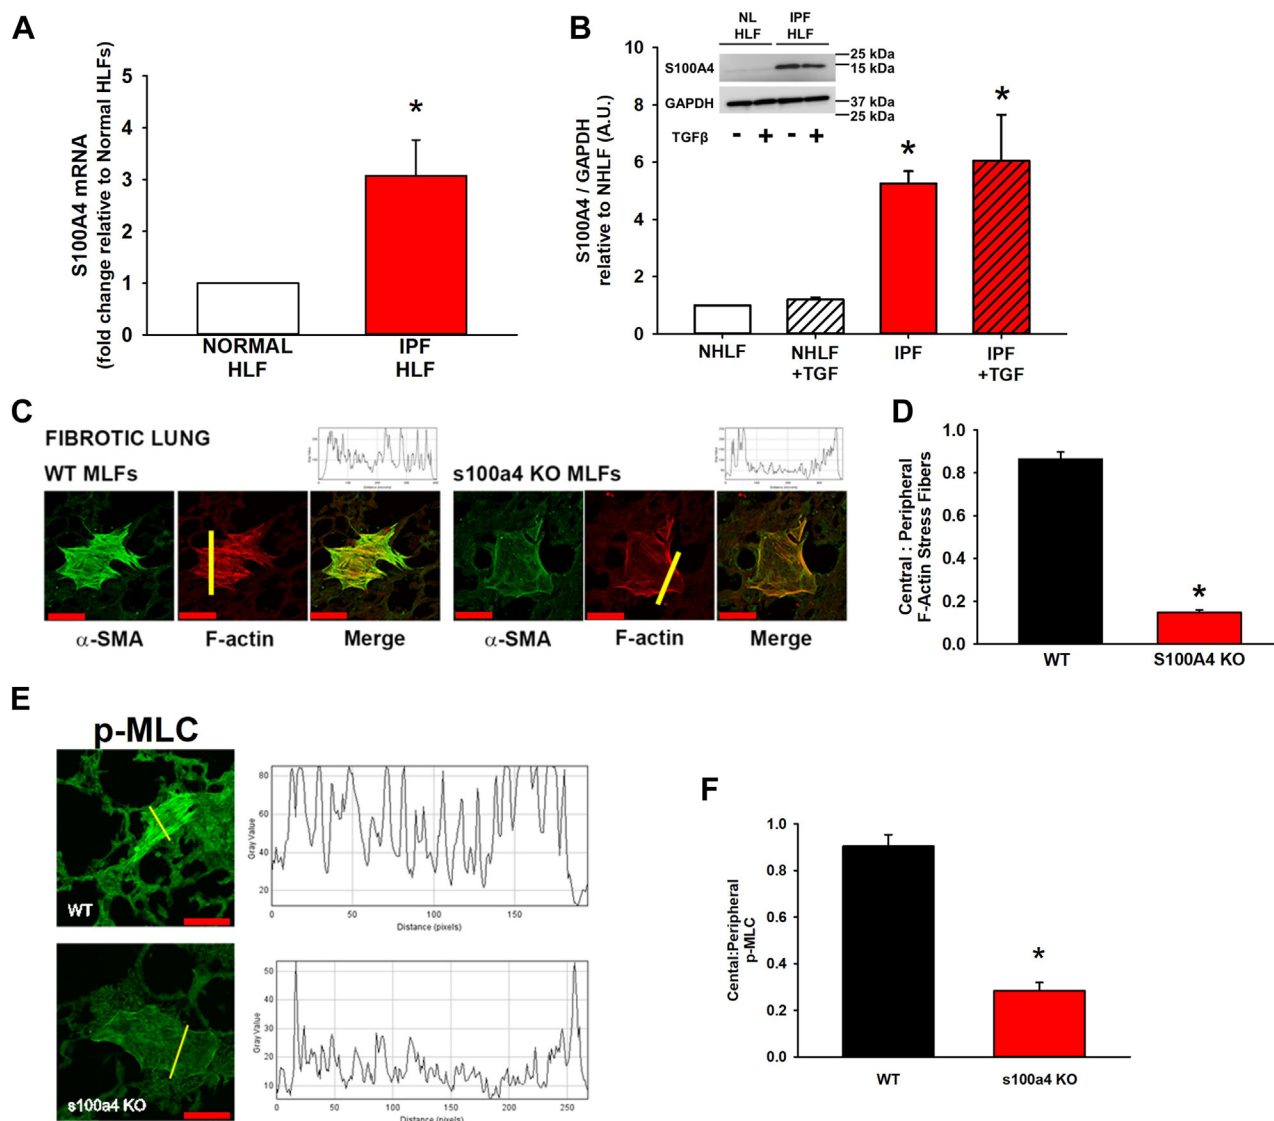 A
S100A4 mRNA
(fold change relative to Normal HLFs)
5
4
3
2
1
0
*
NORMAL
HLF
IPF
HLF
B
S100A4 / GAPDH
relative to NHLF (A.U.)
10
8
6
4
2
0
NL
HLF
IPF
HLF
S100A4
GAPDH
TGFβ
- + - +
25 kDa
15 kDa
37 kDa
25 kDa
*
*
NHLF
NHLF
+TGF
IPF
IPF
+TGF
C
FIBROTIC LUNG
WT MLFs
s100a4 KO MLFs
α-SMA
F-actin
Merge
α-SMA
F-actin
Merge
D
Central : Peripheral
F-Actin Stress Fibers
1.0
0.8
0.6
0.4
0.2
0.0
*
WT
S100A4 KO
E
p-MLC
WT
Gray Value
80
60
40
20
0
50
100
150
Distance (pixels)
s100a4 KO
Gray Value
50
40
30
20
10
0
50
100
150
200
250
Distance (pixels)
F
Cental:Peripheral
p-MLC
1.0
0.8
0.6
0.4
0.2
0.0
*
WT
s100a4 KO